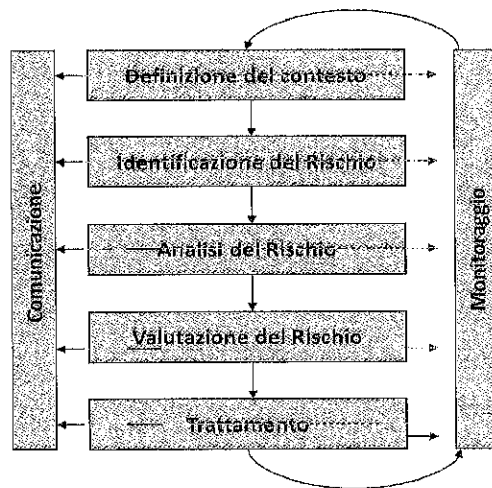 Definizione del contesto
Identificazione del Rischio
Analisi del Rischio
Valutazione del Rischio
Trattamento
Comunicazione
Monitoraggio